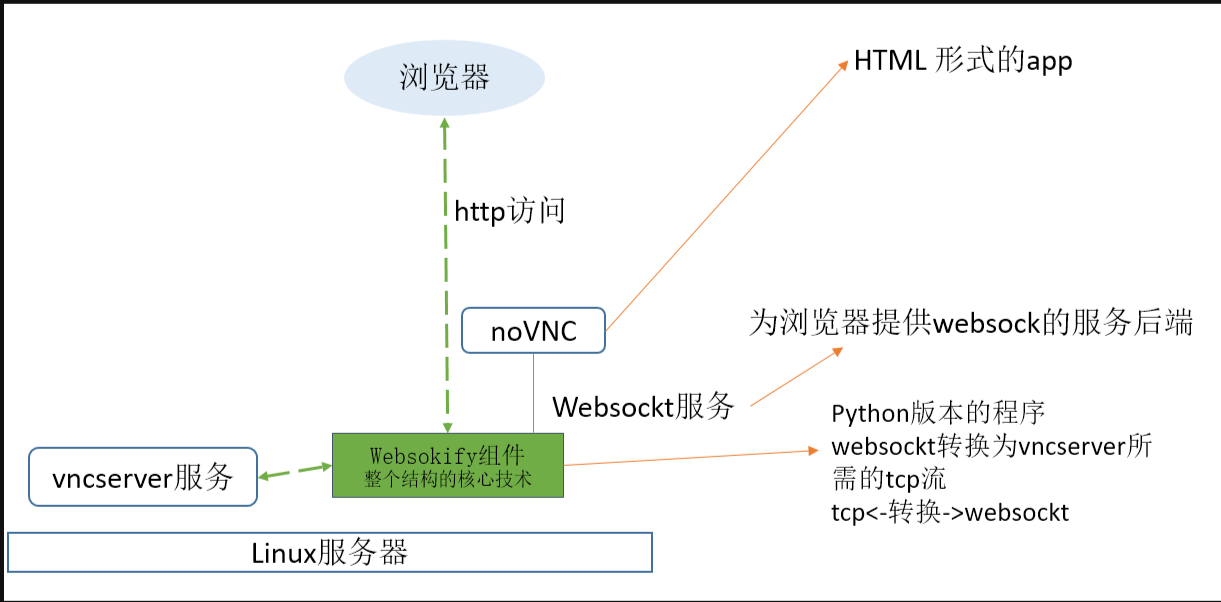 浏览器
HTML 形式的app
http访问
noVNC
为浏览器提供websock的服务后端
Websockt服务
Websokify组件
整个结构的核心技术
Python版本的程序
websockt转换为vncserver所
需的tcp流
tcp<-转换->websockt
vncserver服务
Linux服务器